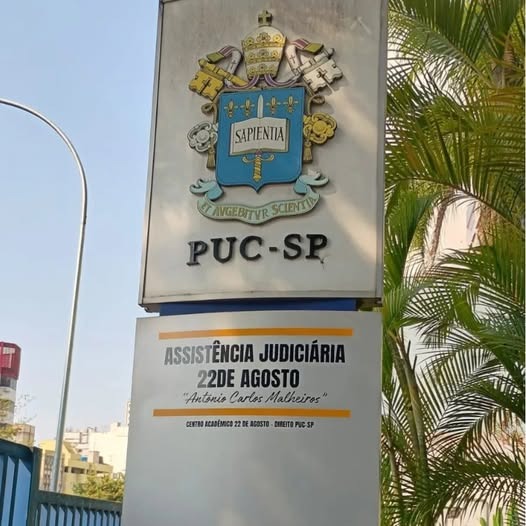 SAPIENTIA
ET AVGEBITVR SCIENTIA
PUC-SP
ASSISTÊNCIA JUDICIÁRIA
22DE AGOSTO
"Antônio Carlos Malheiros"
CENTRO ACADÊMICO 22 DE AGOSTO - DIREITO PUC-SP